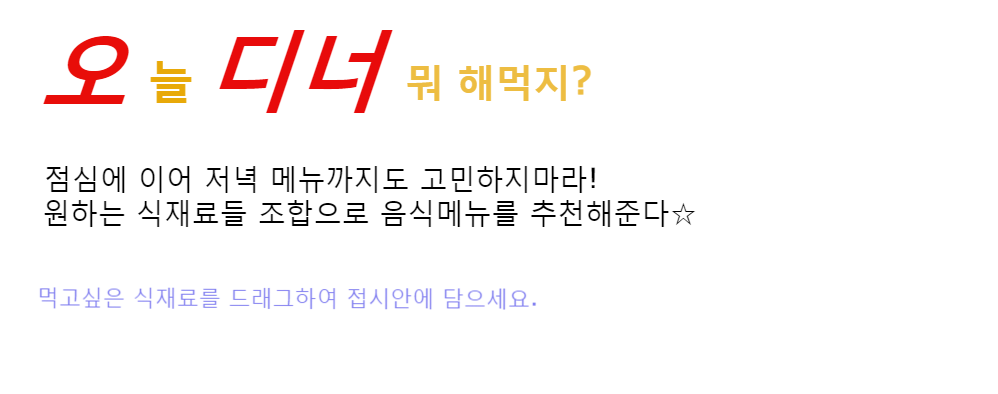 오늘 디너 뭐 해먹지?
점심에 이어 저녁 메뉴까지도 고민하지마라!
원하는 식재료들 조합으로 음식메뉴를 추천해준다☆
먹고싶은 식재료를 드래그하여 접시안에 담으세요.